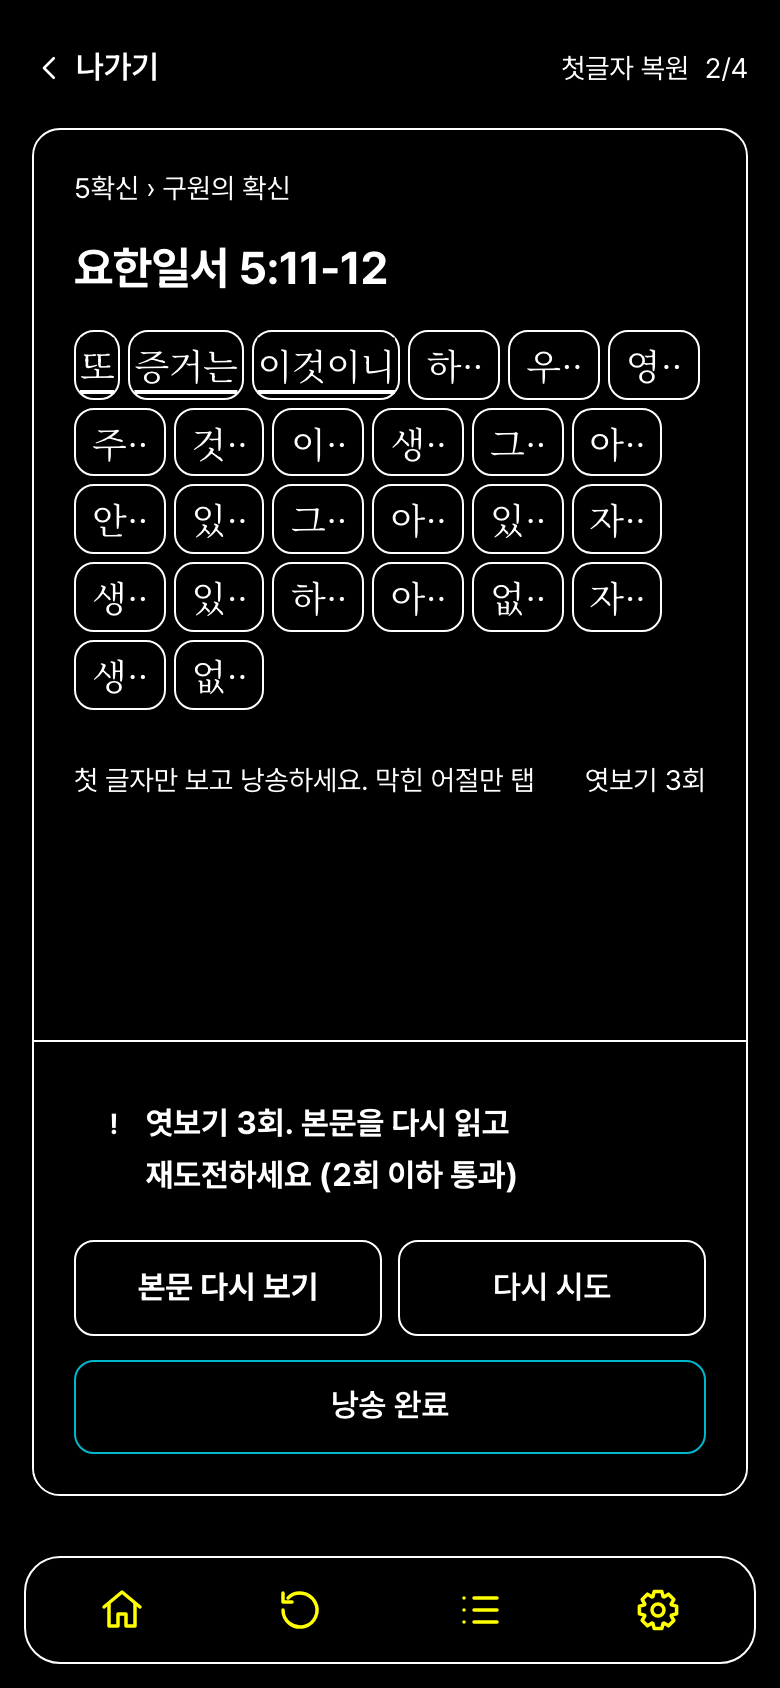 나가기
첫글자 복원 2/4
5확신 › 구원의 확신
요한일서 5:11-12
또 증거는 이것이니 하·· 우·· 영··
주·· 것·· 이·· 생·· 그·· 아··
안·· 있·· 그·· 아·· 있·· 자··
생·· 있·· 하·· 아·· 없·· 자··
생·· 없··
첫 글자만 보고 낭송하세요. 막힌 어절만 탭
엿보기 3회
! 엿보기 3회. 본문을 다시 읽고
재도전하세요 (2회 이하 통과)
본문 다시 보기
다시 시도
낭송 완료